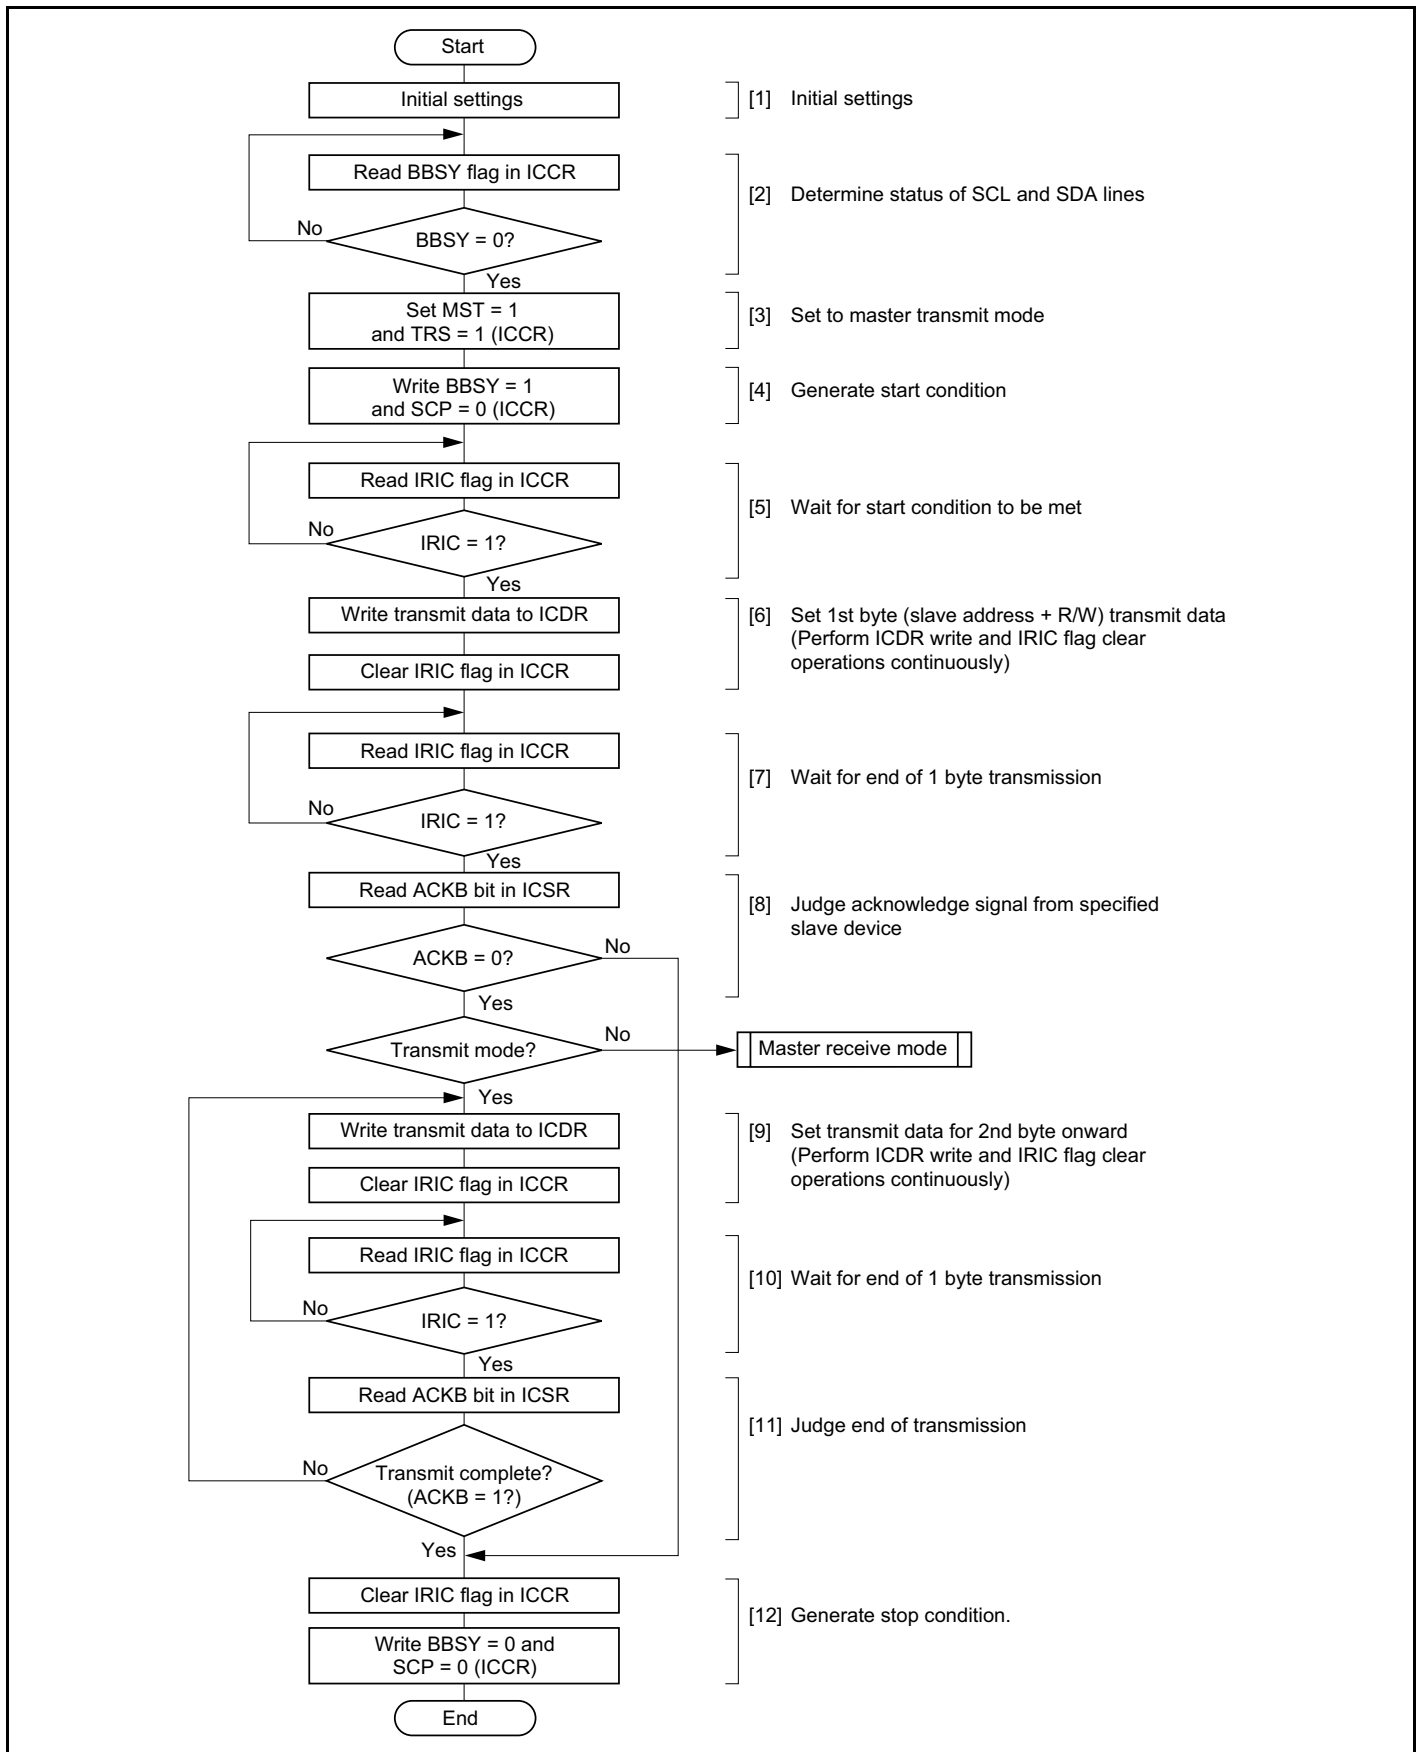 Start
Initial settings
[1] Initial settings
Read BBSY flag in ICCR
[2] Determine status of SCL and SDA lines
No
BBSY = 0?
Yes
Set MST = 1
and TRS = 1 (ICCR)
[3] Set to master transmit mode
Write BBSY = 1
and SCP = 0 (ICCR)
[4] Generate start condition
Read IRIC flag in ICCR
[5] Wait for start condition to be met
No
IRIC = 1?
Yes
Write transmit data to ICDR
[6] Set 1st byte (slave address + R/W) transmit data
(Perform ICDR write and IRIC flag clear
operations continuously)
Clear IRIC flag in ICCR
Read IRIC flag in ICCR
[7] Wait for end of 1 byte transmission
No
IRIC = 1?
Yes
Read ACKB bit in ICSR
[8] Judge acknowledge signal from specified
slave device
ACKB = 0?
No
Yes
Transmit mode?
No
Master receive mode
Yes
Write transmit data to ICDR
[9] Set transmit data for 2nd byte onward
(Perform ICDR write and IRIC flag clear
operations continuously)
Clear IRIC flag in ICCR
Read IRIC flag in ICCR
[10] Wait for end of 1 byte transmission
No
IRIC = 1?
Yes
Read ACKB bit in ICSR
[11] Judge end of transmission
No
Transmit complete?
(ACKB = 1?)
Yes
Clear IRIC flag in ICCR
[12] Generate stop condition.
Write BBSY = 0 and
SCP = 0 (ICCR)
End